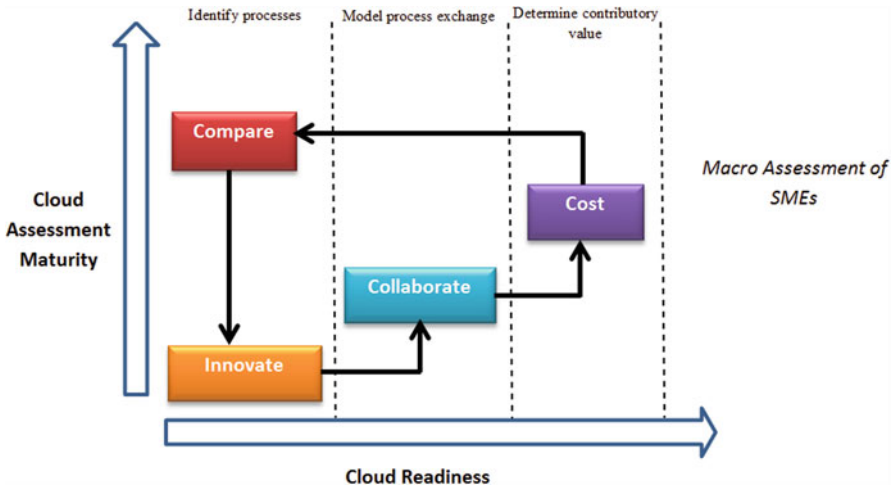 Identify processes
Model process exchange
Determine contributory
value
Compare
Macro Assessment of
SMEs
Cost
Cloud
Assessment
Maturity
Collaborate
Innovate
Cloud Readiness